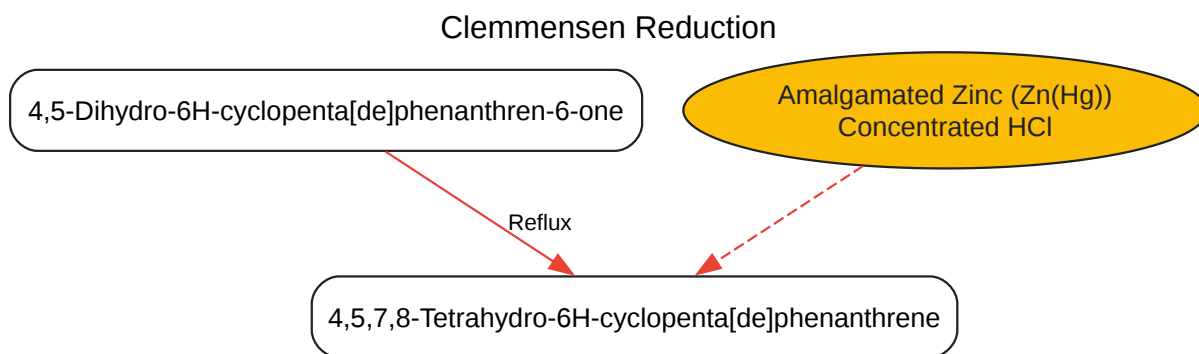 Clemmensen Reduction
4,5-Dihydro-6H-cyclopenta[de]phenanthren-6-one
Amalgamated Zinc (Zn(Hg))
Concentrated HCl
Reflux
4,5,7,8-Tetrahydro-6H-cyclopenta[de]phenanthrene